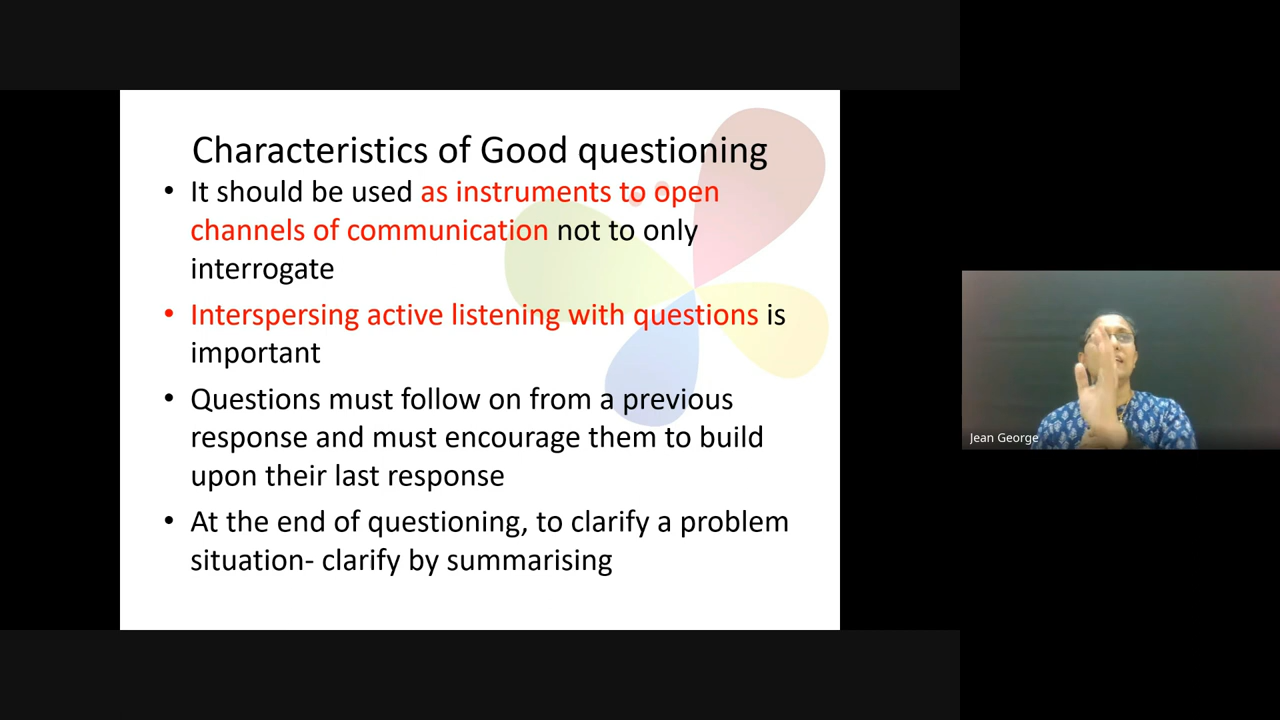 Characteristics of Good questioning
• It should be used as instruments to open
channels of communication not to only
interrogate
• Interspersing active listening with questions is
important
• Questions must follow on from a previous
response and must encourage them to build
upon their last response
• At the end of questioning, to clarify a problem
situation- clarify by summarising
Jean George